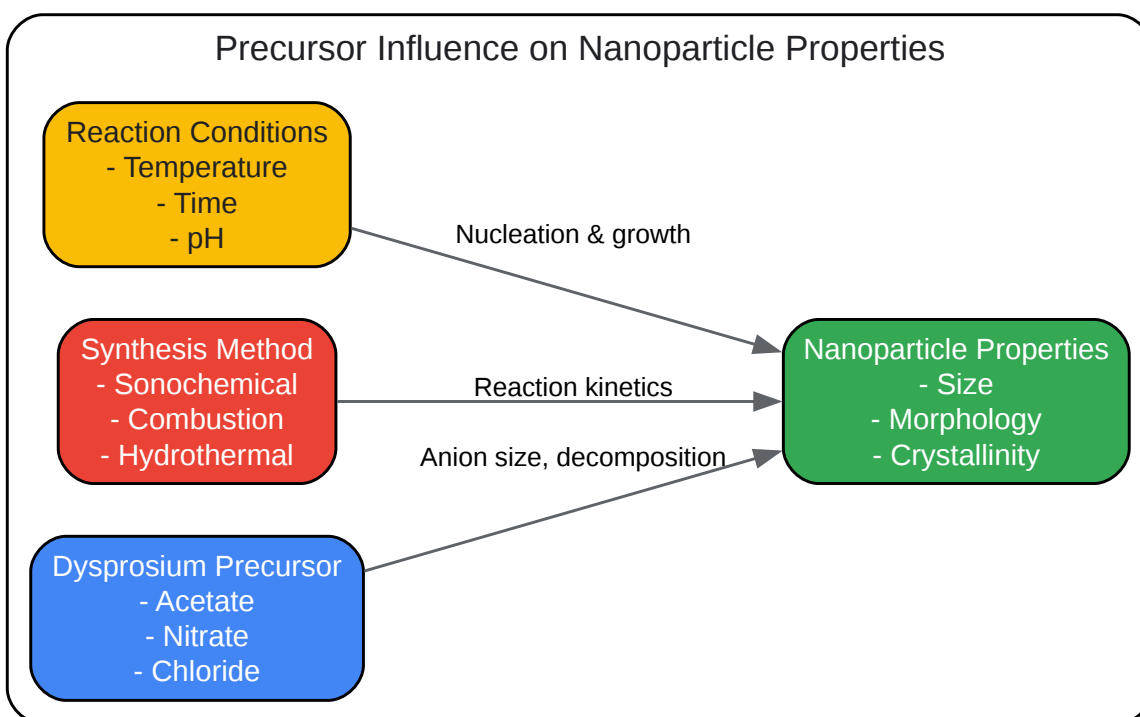 Precursor Influence on Nanoparticle Properties
Reaction Conditions
- Temperature
- Time
- pH
Nucleation & growth
Synthesis Method
- Sonochemical
- Combustion
- Hydrothermal
Reaction kinetics
Nanoparticle Properties
- Size
- Morphology
- Crystallinity
Anion size, decomposition
Dysprosium Precursor
- Acetate
- Nitrate
- Chloride